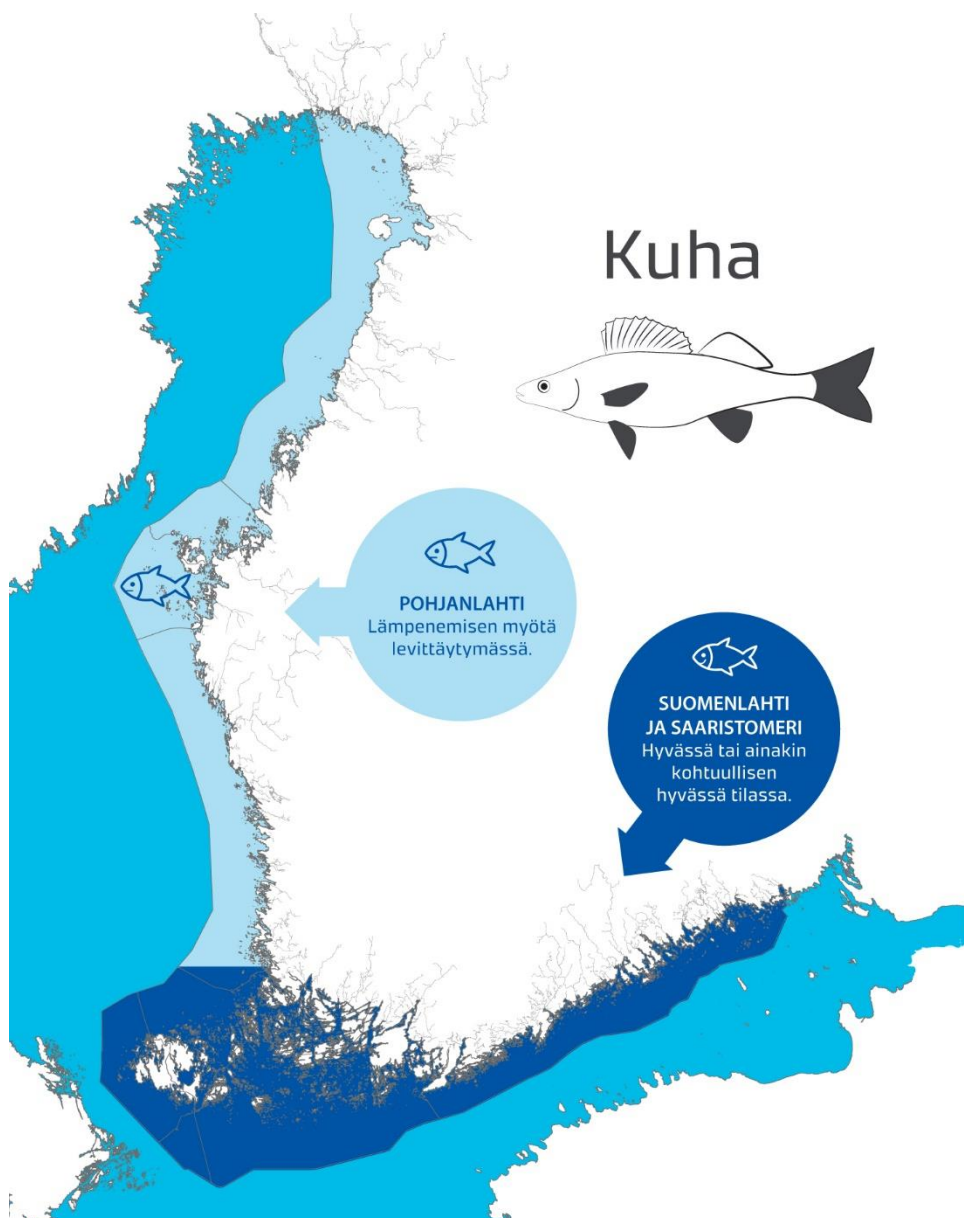 Kuha
POHJANLAHTI
Lämpenemisen myötä
levittäytymässä.
SUOMENLAHTI
JA SAARISTOMERI
Hyvässä tai ainakin
kohtuullisen
hyvässä tilassa.